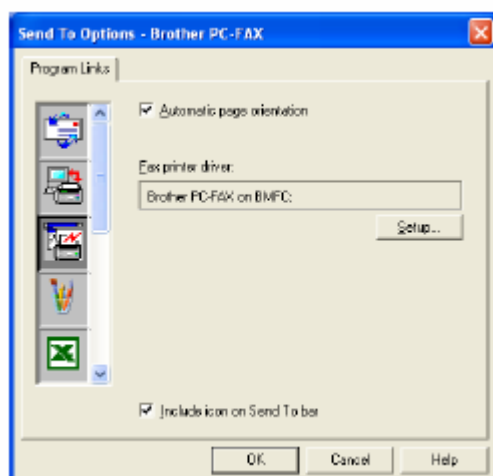 Send To Options - Brother PC-FAX
Program Links
Automatic page orientation
Fax printer driver:
Brother PC-FAX on BMFC:
Setup...
Include icon on Send To bar
OK Cancel Help